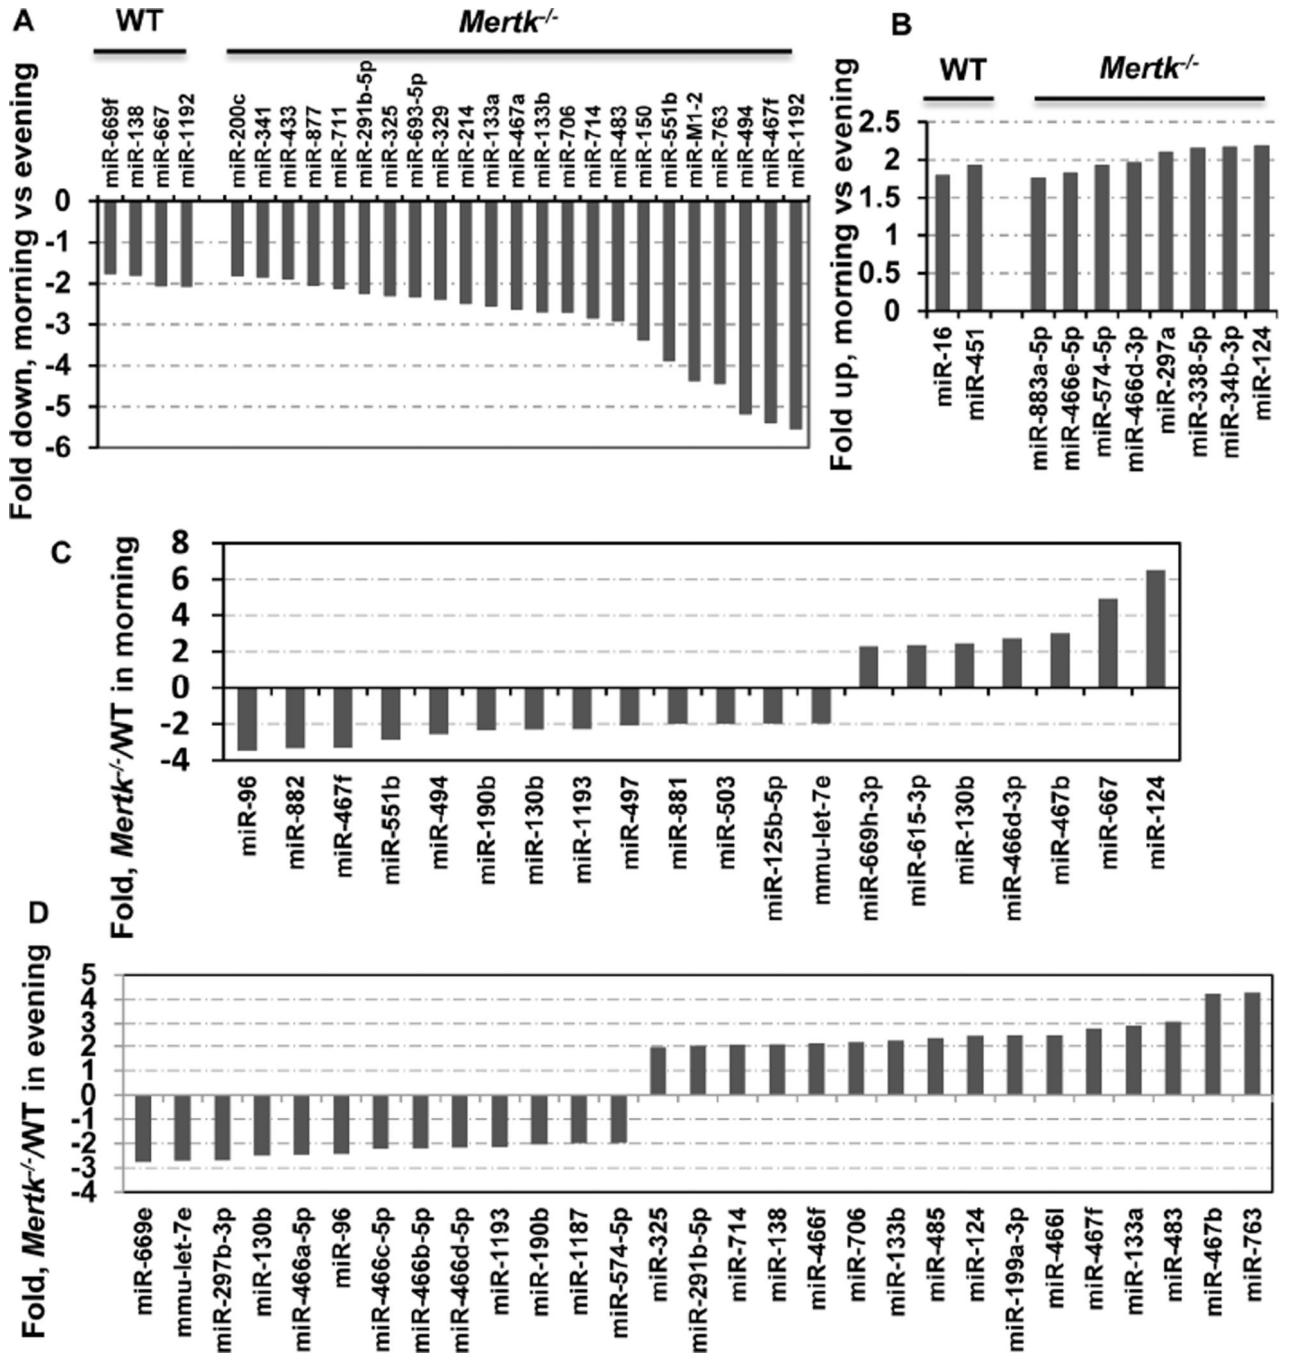 A
WT
Mertk-/-
Fold down, morning vs evening
miR-669f
miR-138
miR-667
miR-1192
miR-200c
miR-341
miR-433
miR-877
miR-711
miR-291b-5p
miR-325
miR-693-5p
miR-329
miR-214
miR-133a
miR-467a
miR-133b
miR-706
miR-714
miR-483
miR-150
miR-551b
miR-M1-2
miR-763
miR-494
miR-467f
miR-1192
0
-1
-2
-3
-4
-5
-6
B
WT
Mertk-/-
Fold up, morning vs evening
2.5
2
1.5
1
0.5
0
miR-16
miR-451
miR-883a-5p
miR-466e-5p
miR-574-5p
miR-466d-3p
miR-297a
miR-338-5p
miR-34b-3p
miR-124
C
Fold, Mertk-/-/WT in morning
8
6
4
2
0
-2
-4
miR-96
miR-882
miR-467f
miR-551b
miR-494
miR-190b
miR-130b
miR-1193
miR-497
miR-881
miR-503
miR-125b-5p
mmu-let-7e
miR-669h-3p
miR-615-3p
miR-130b
miR-466d-3p
miR-467b
miR-667
miR-124
D
Fold, Mertk-/-/WT in evening
5
4
3
2
1
0
-1
-2
-3
-4
miR-669e
mmu-let-7e
miR-297b-3p
miR-130b
miR-466a-5p
miR-96
miR-466c-5p
miR-466b-5p
miR-466d-5p
miR-1193
miR-190b
miR-1187
miR-574-5p
miR-325
miR-291b-5p
miR-714
miR-138
miR-466f
miR-706
miR-133b
miR-485
miR-124
miR-199a-3p
miR-466l
miR-467f
miR-133a
miR-483
miR-467b
miR-763